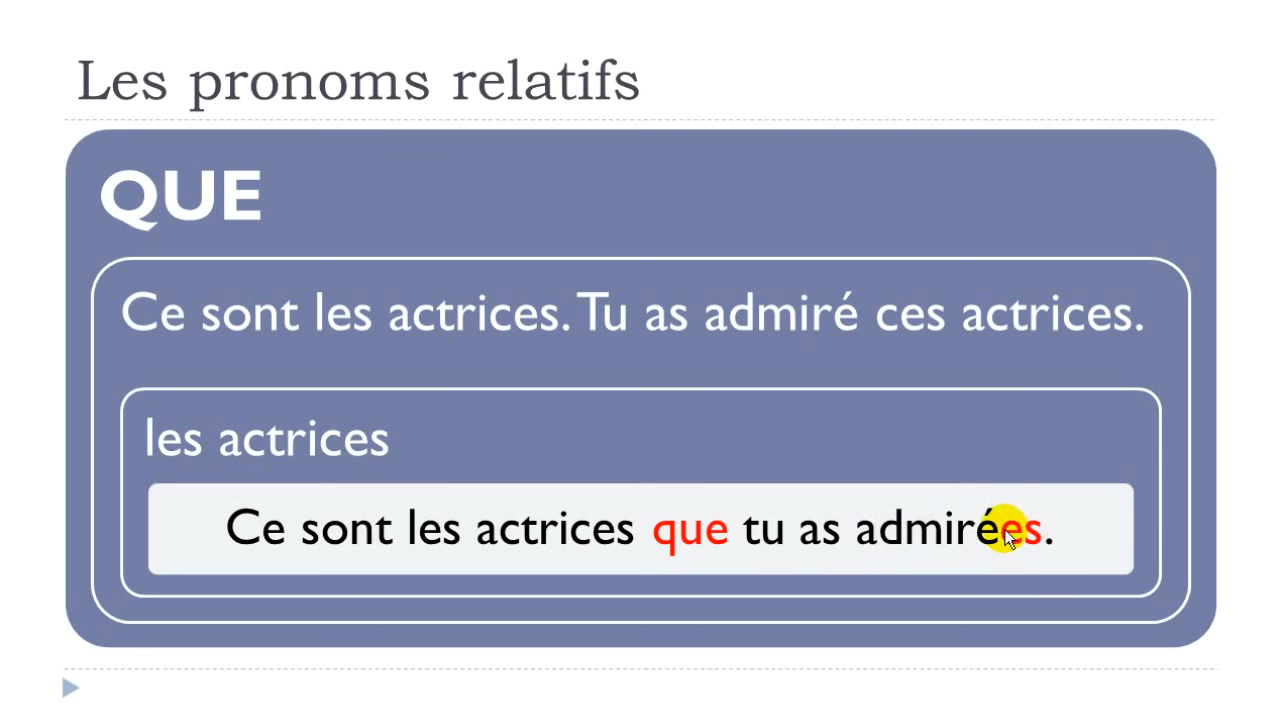 Les pronoms relatifs
QUE
Ce sont les actrices. Tu as admiré ces actrices.
les actrices
Ce sont les actrices que tu as admirées.